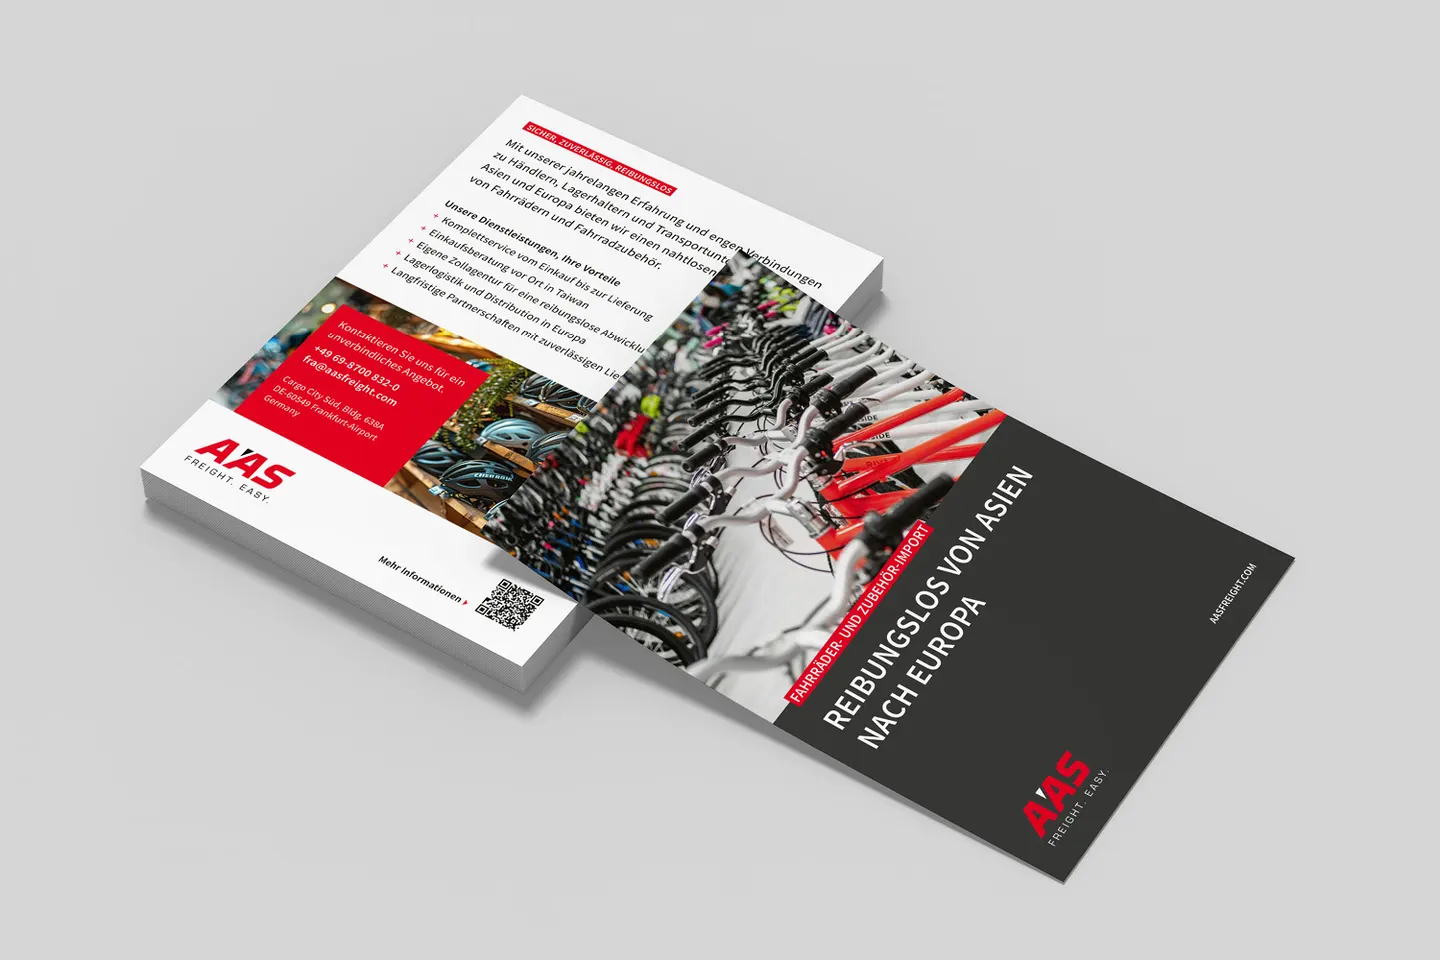 SICHER, ZUVERLÄSSIG, REIBUNGSLOS
Mit unserer jahrelangen Erfahrung und engen Verbindungen
zu Händlern, Lagerhaltern und
Asien und Europa bieten wir einen nahtlosen
von Fahrrädern und Fahrradzubehör.
Unsere Dienstleistungen, Ihre Vorteile
+ Komplettservice vom Einkauf bis zur Lieferung
+ Einkaufsberatung vor Ort in Taiwan
+ Eigene Zollagentur für eine reibungslose
+ Lagerlogistik und Distribution in Europa
+ Langfristige Partnerschaften mit zuverlässigen
Kontaktieren Sie uns für ein
unverbindliches Angebot.
+49 69-8700 832-0
fra@aasfreight.com
Cargo City Süd, Bldg. 638A
DE-60549 Frankfurt-Airport
Germany
AAS
FREIGHT. EASY.
Mehr Informationen
FAHRRÄDER- UND ZUBEHÖR-IMPORT
REIBUNGSLOS VON ASIEN
NACH EUROPA
AASFREIGHT.COM
AAS
FREIGHT. EASY.